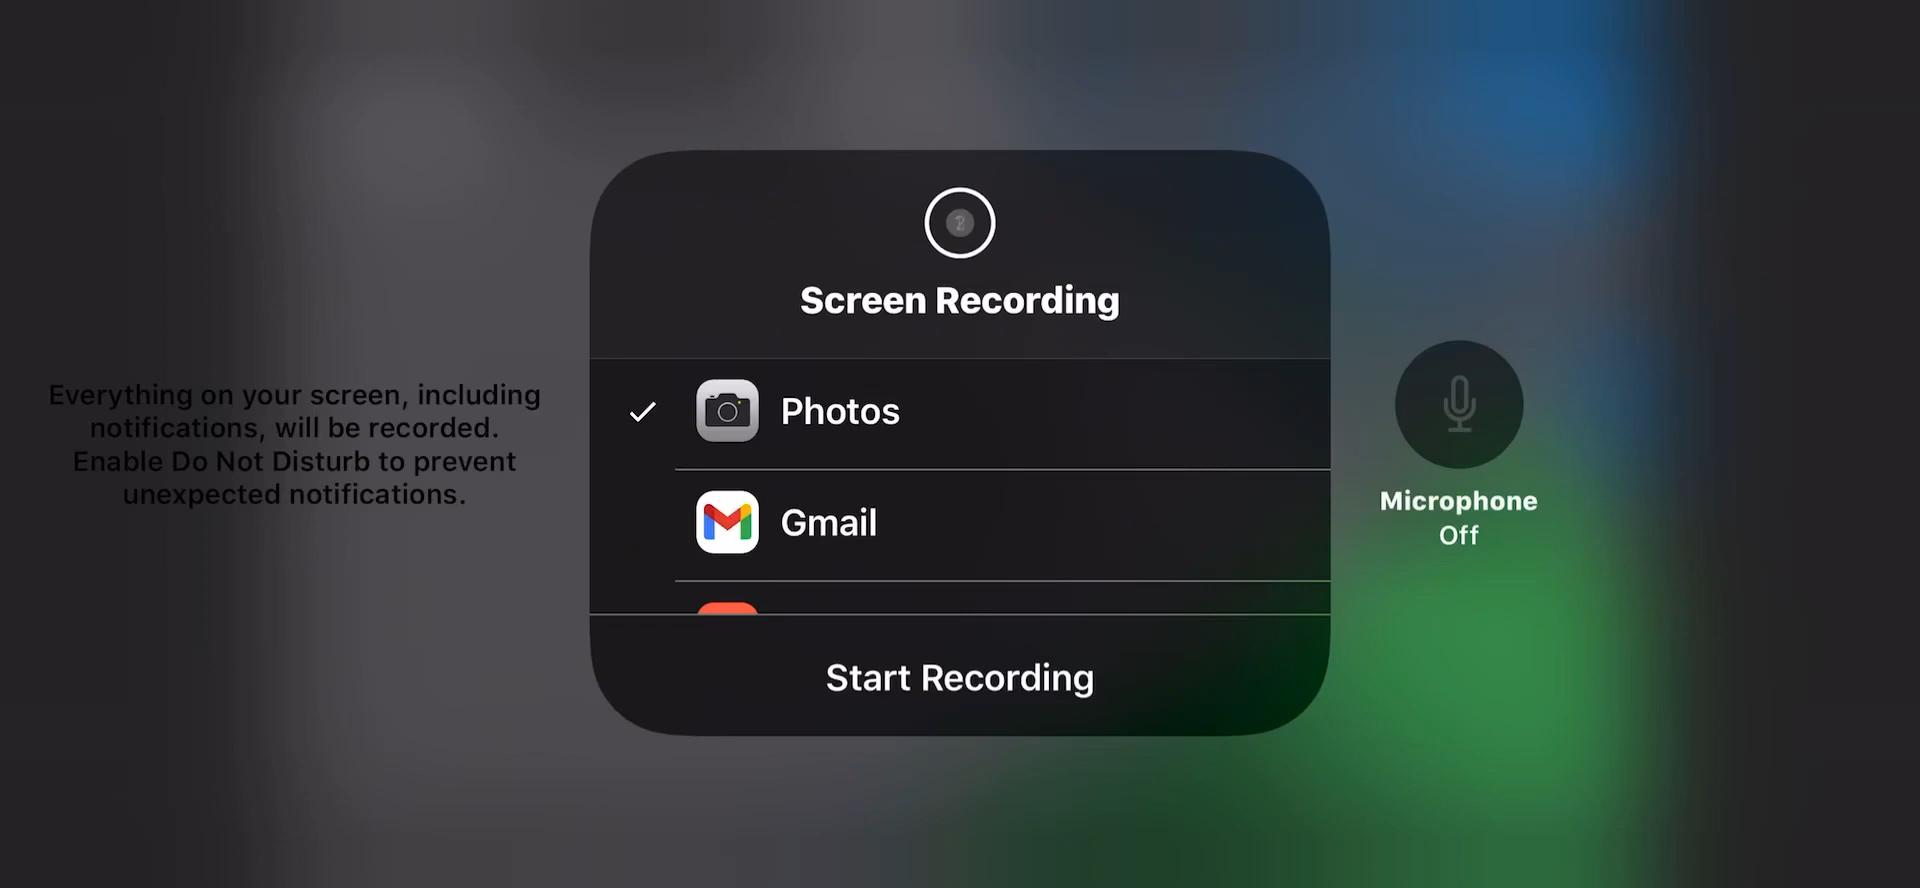 Screen Recording
Everything on your screen, including
notifications, will be recorded.
Enable Do Not Disturb to prevent
unexpected notifications.
Photos
Gmail
Start Recording
Microphone
Off